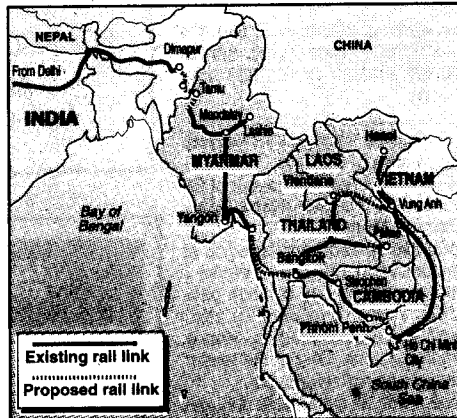 NEPAL
CHINA
Dimapur
From Delhi
Tamu
INDIA
Mandalay
Lashio
Hanoi
MYANMAR
LAOS
VIETNAM
Vientiane
Vung Anh
Bay of
Bengal
Yangon
THAILAND
Bangkok
Sisophon
CAMBODIA
Phnom Penh
Ho Chi Minh
City
South China
Sea
Existing rail link
Proposed rail link